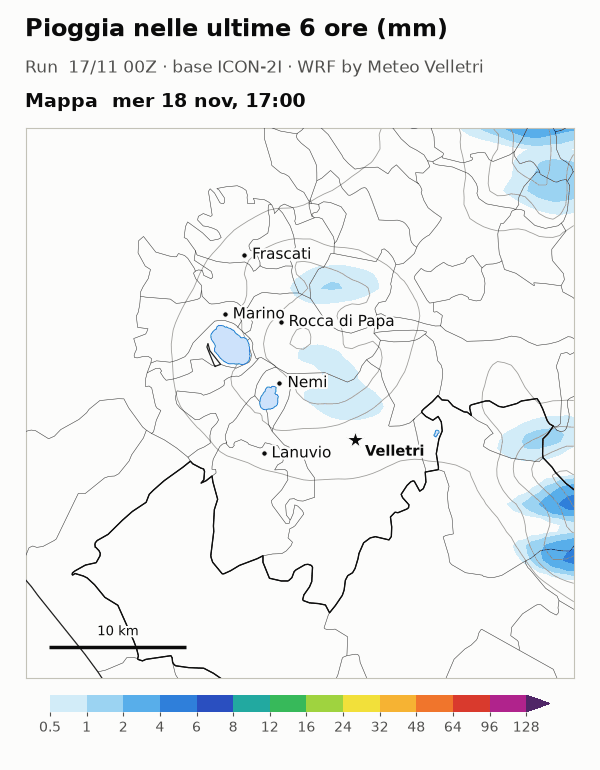 Pioggia nelle ultime 6 ore (mm)
Run  17/11 00Z · base ICON-2I · WRF by Meteo Velletri
Mappa  mer 18 nov, 17:00
Frascati
Marino
Rocca di Papa
Nemi
Velletri
Lanuvio
10 km
0.5 1 2 4 6 8 12 16 24 32 48 64 96 128